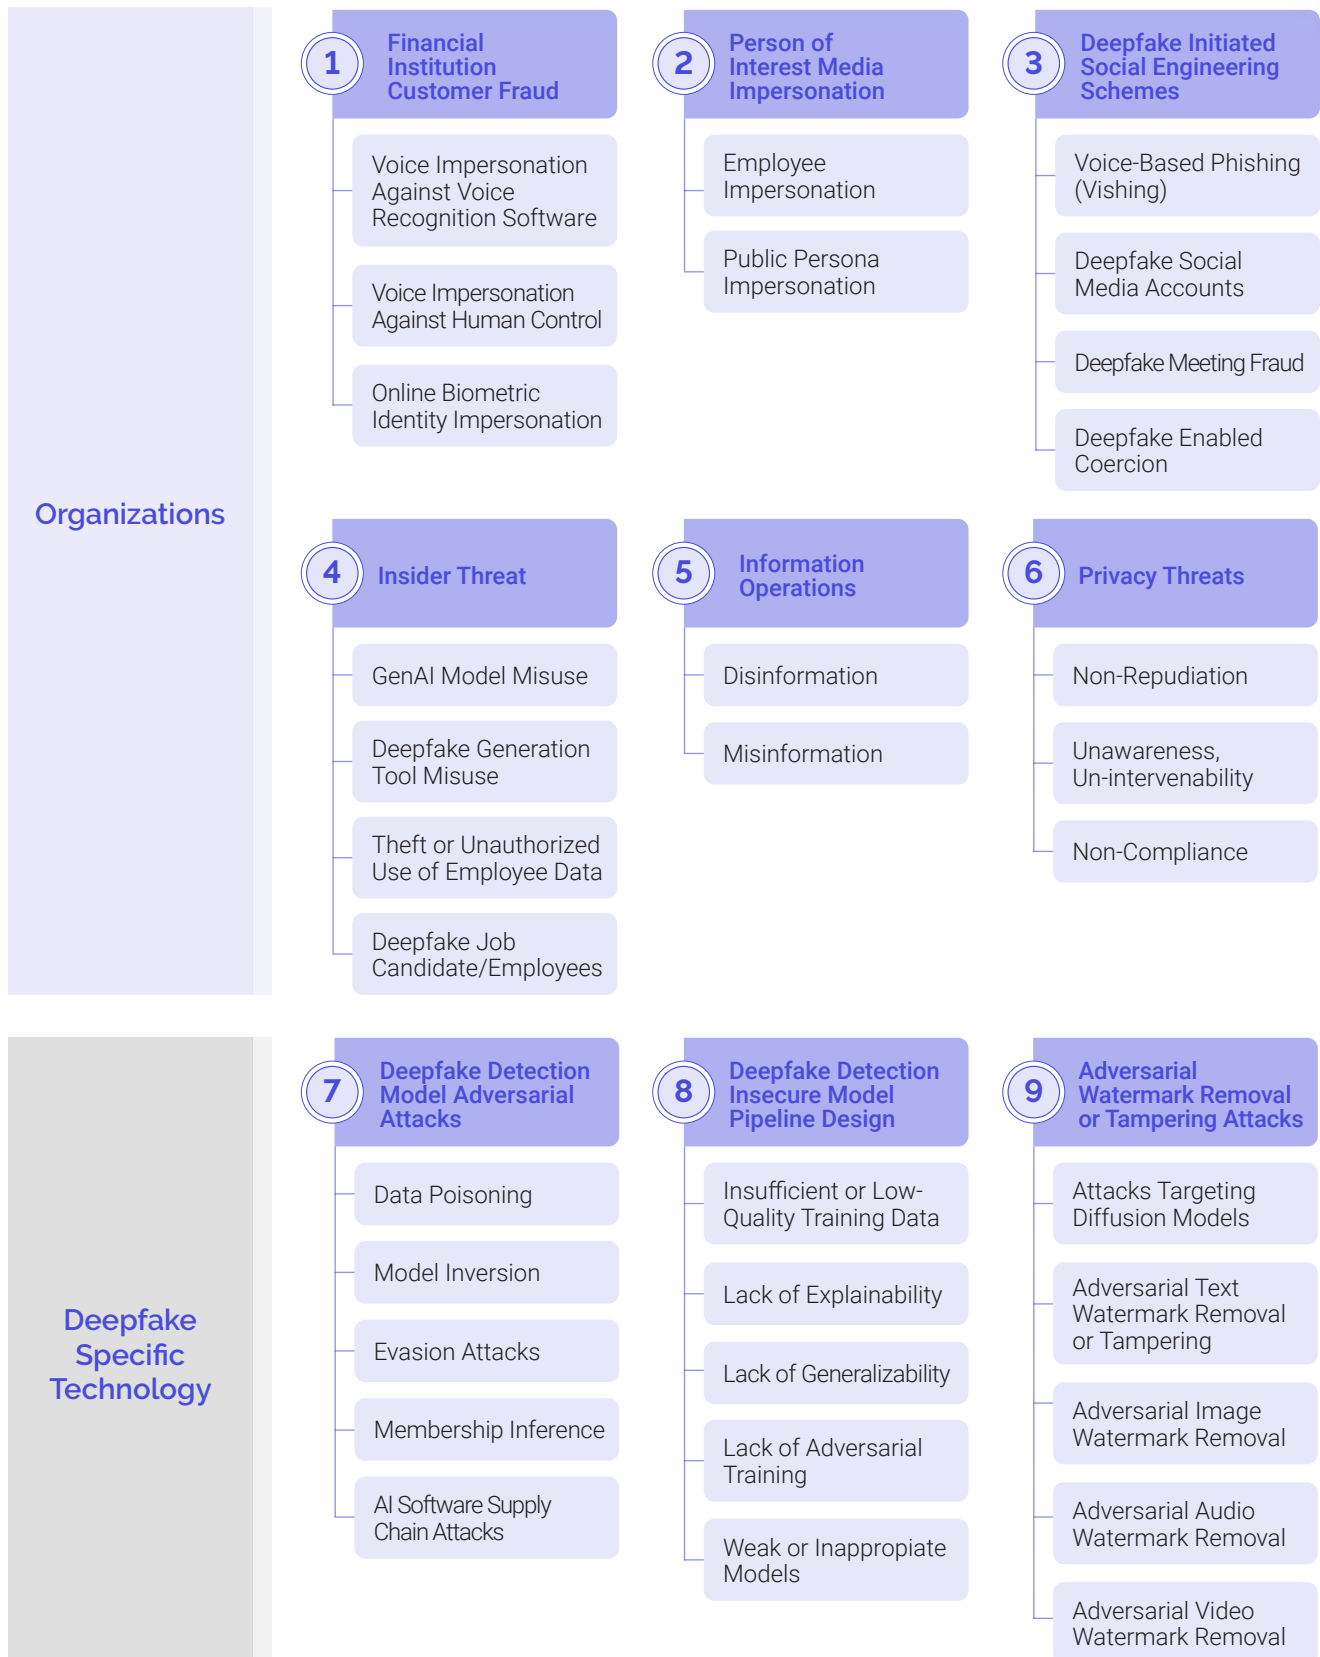 Organizations
1
Financial
Institution
Customer Fraud
Voice Impersonation
Against Voice
Recognition Software
Voice Impersonation
Against Human Control
Online Biometric
Identity Impersonation
2
Person of
Interest Media
Impersonation
Employee
Impersonation
Public Persona
Impersonation
3
Deepfake Initiated
Social Engineering
Schemes
Voice-Based Phishing
(Vishing)
Deepfake Social
Media Accounts
Deepfake Meeting Fraud
Deepfake Enabled
Coercion
4
Insider Threat
GenAI Model Misuse
Deepfake Generation
Tool Misuse
Theft or Unauthorized
Use of Employee Data
Deepfake Job
Candidate/Employees
5
Information
Operations
Disinformation
Misinformation
6
Privacy Threats
Non-Repudiation
Unawareness,
Un-intervenability
Non-Compliance
Deepfake
Specific
Technology
7
Deepfake Detection
Model Adversarial
Attacks
Data Poisoning
Model Inversion
Evasion Attacks
Membership Inference
AI Software Supply
Chain Attacks
8
Deepfake Detection
Insecure Model
Pipeline Design
Insufficient or Low-
Quality Training Data
Lack of Explainability
Lack of Generalizability
Lack of Adversarial
Training
Weak or Inappropiate
Models
9
Adversarial
Watermark Removal
or Tampering Attacks
Attacks Targeting
Diffusion Models
Adversarial Text
Watermark Removal
or Tampering
Adversarial Image
Watermark Removal
Adversarial Audio
Watermark Removal
Adversarial Video
Watermark Removal